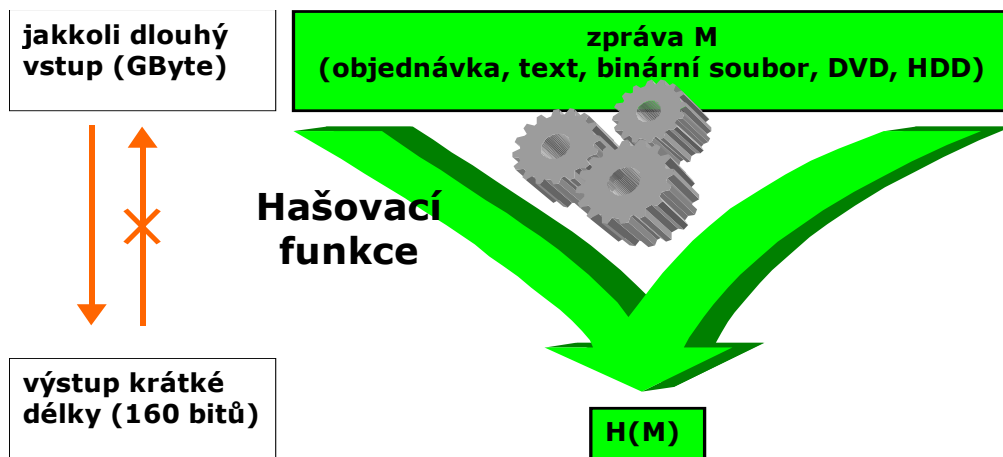 jakkoli dlouhý
vstup (GByte)
zpráva M
(objednávka, text, binární soubor, DVD, HDD)
Hašovací
funkce
výstup krátké
délky (160 bitů)
H(M)